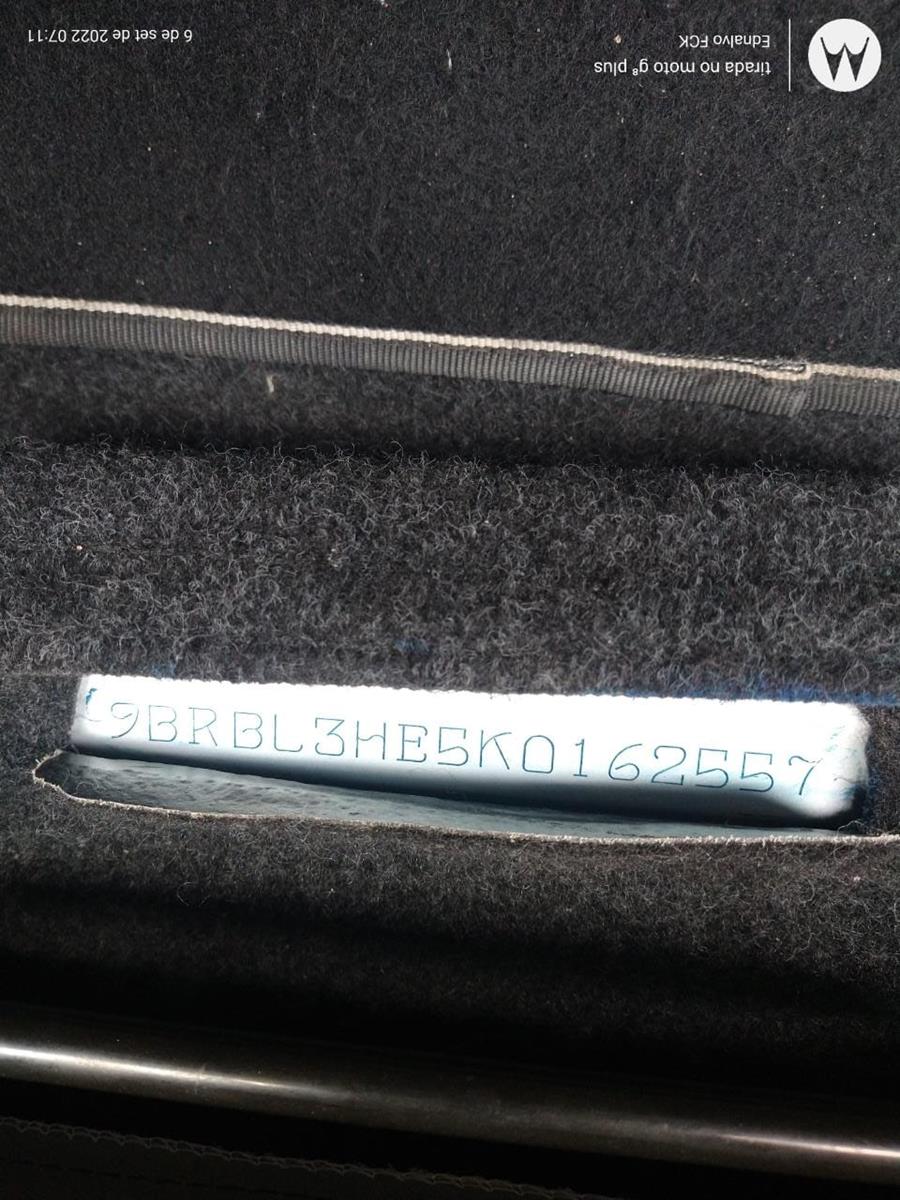 6 de set de 2022 07:11
tirada no moto g⁸ plus
Ednalvo FCK
9BRBL3HE5K0162557